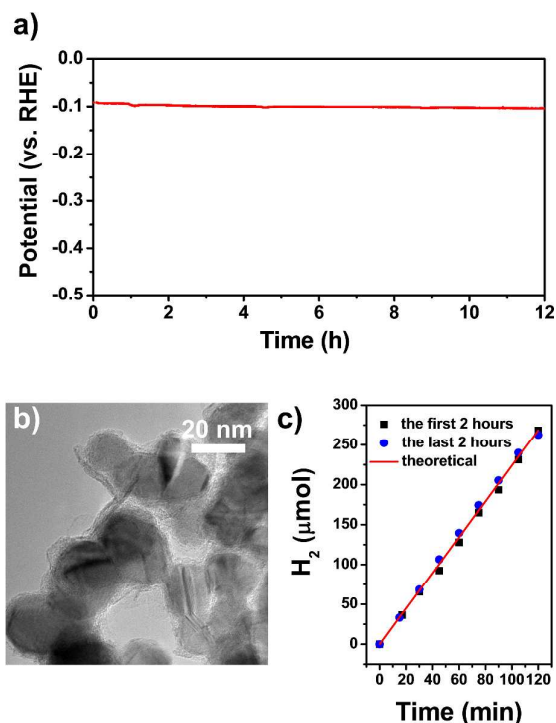 a)
Potential (vs. RHE)
0.0
-0.1
-0.2
-0.3
-0.4
-0.5
0 2 4 6 8 10 12
Time (h)
b)
20 nm
c)
H2 (μmol)
300
250
200
150
100
50
0
the first 2 hours
the last 2 hours
theoretical
0 20 40 60 80 100 120
Time (min)